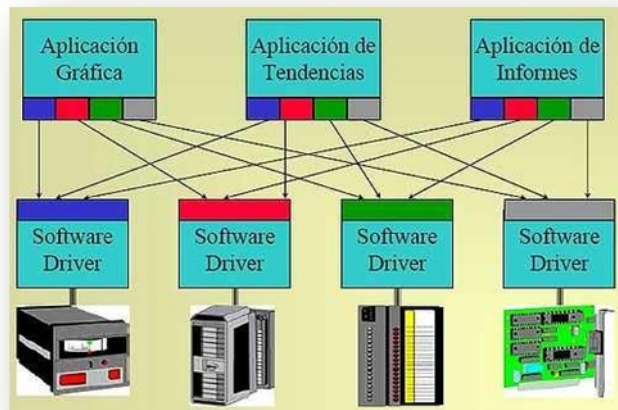 Aplicación
Gráfica
Aplicación de
Tendencias
Aplicación de
Informes
Software
Driver
Software
Driver
Software
Driver
Software
Driver